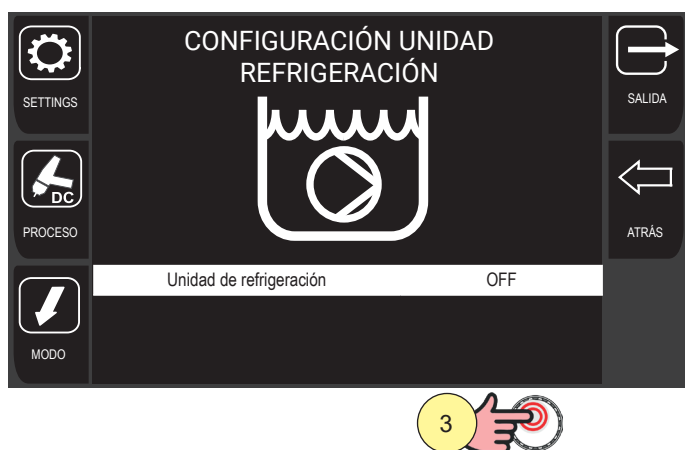 CONFIGURACIÓN UNIDAD
REFRIGERACIÓN
SETTINGS
SALIDA
DC
PROCESO
ATRÁS
Unidad de refrigeración OFF
MODO
3